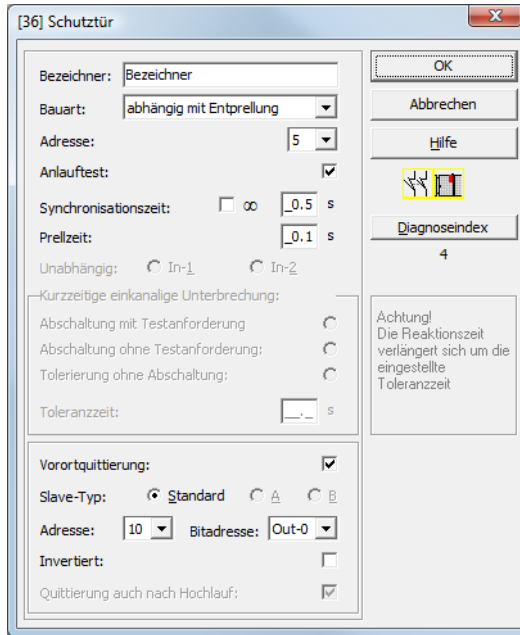 [36] Schutztür
Bezeichner: Bezeichner
Bauart: abhängig mit Entprellung
Adresse: 5
Anlauftest:
Synchronisationszeit: ∞ _0.5 s
Prellzeit: _0.1 s
Unabhängig: In-1 In-2
Kurzzeitige einkanalige Unterbrechung:
Abschaltung mit Testanforderung
Abschaltung ohne Testanforderung:
Tolerierung ohne Abschaltung:
Toleranzzeit: __._ s
Vorortquittierung:
Slave-Typ: Standard A B
Adresse: 10 Bitadresse: Out-0
Invertiert:
Quittierung auch nach Hochlauf:
OK
Abbrechen
Hilfe
Diagnoseindex
4
Achtung!
Die Reaktionszeit
verlängert sich um die
eingestellte
Toleranzzeit